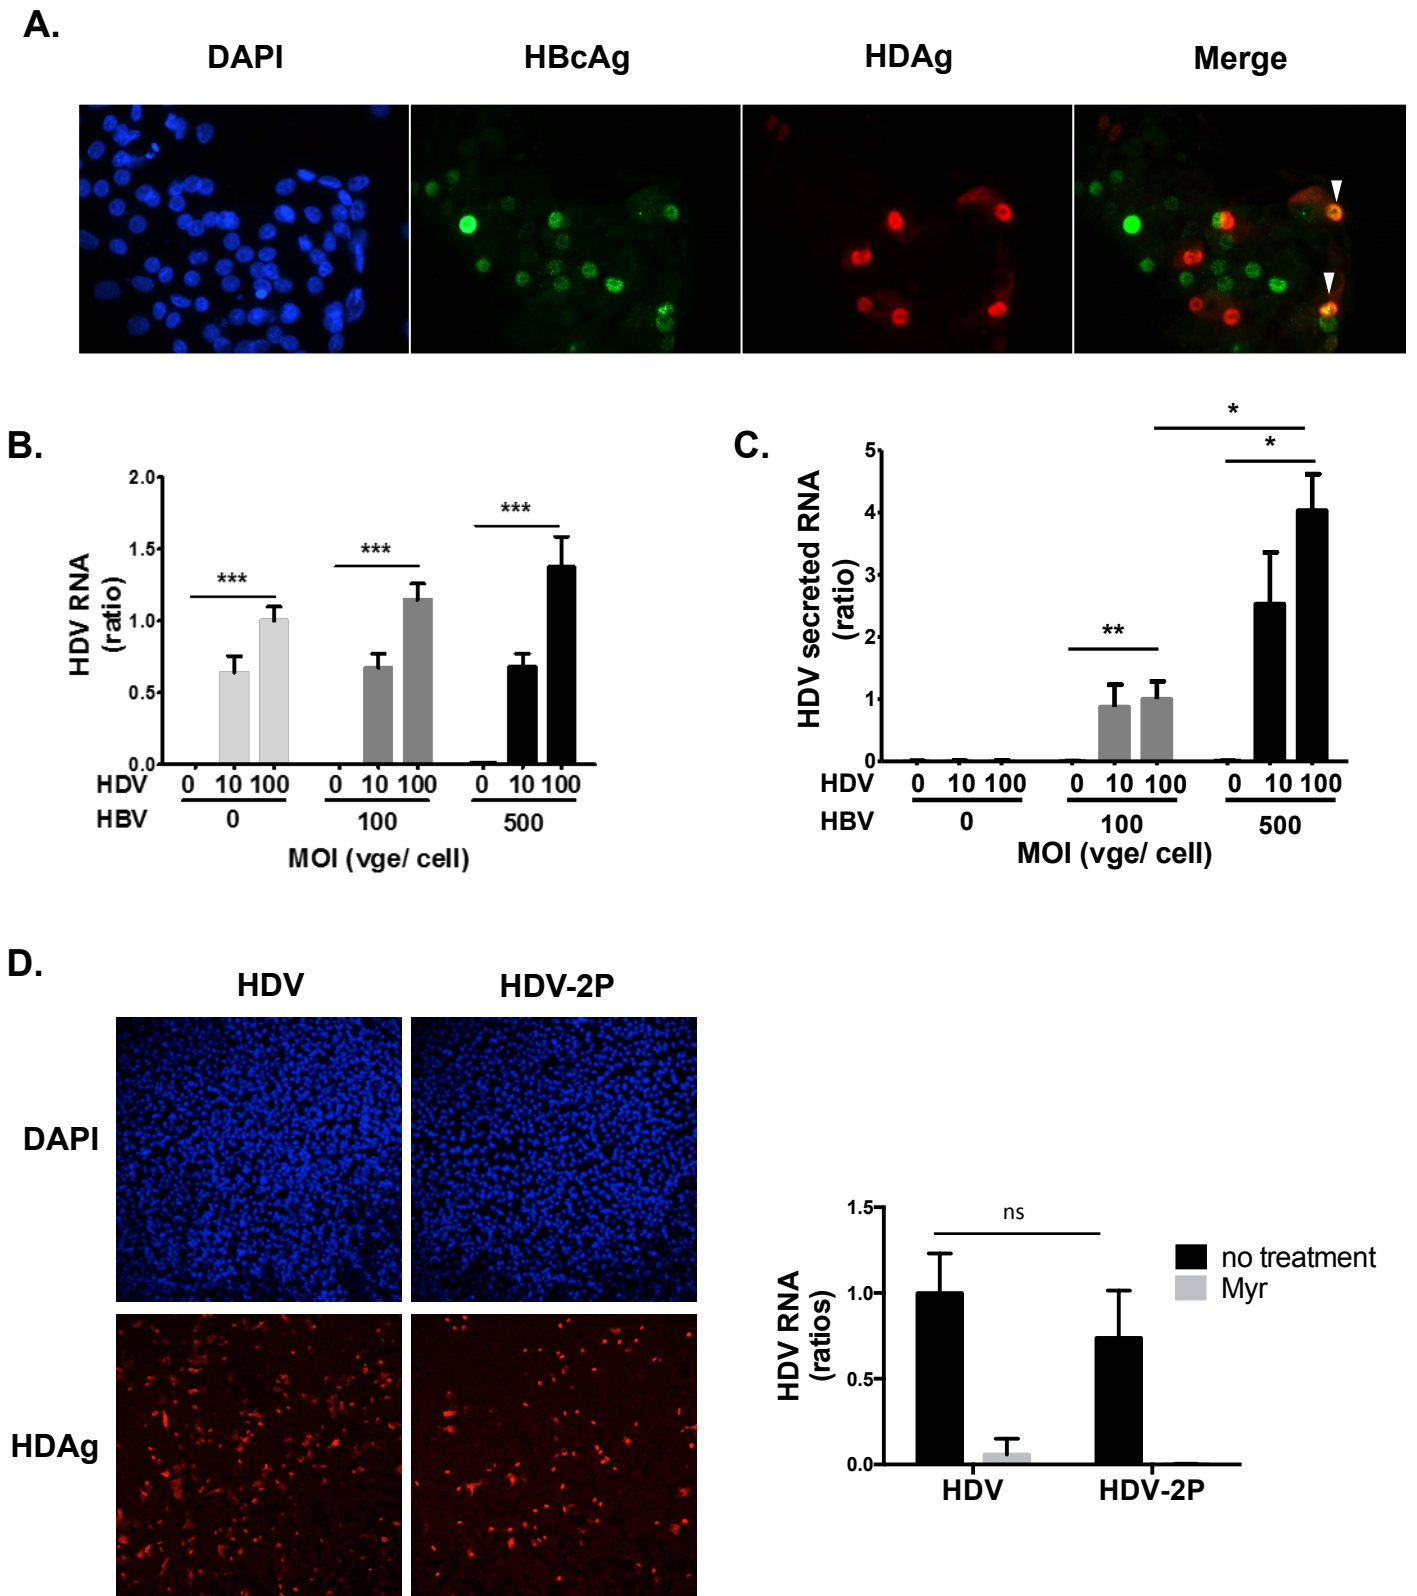 A.
DAPI HBcAg HDAg Merge
B.
HDV RNA
(ratio)
2.0
1.5
1.0
0.5
0.0
***
***
***
HDV 0 10 100 0 10 100 0 10 100
HBV 0 100 500
MOI (vge/ cell)
C.
HDV secreted RNA
(ratio)
5
4
3
2
1
0
*
*
**
HDV 0 10 100 0 10 100 0 10 100
HBV 0 100 500
MOI (vge/ cell)
D.
HDV HDV-2P
DAPI
HDAg
HDV RNA
(ratios)
1.5
1.0
0.5
0.0
ns
no treatment
Myr
HDV HDV-2P